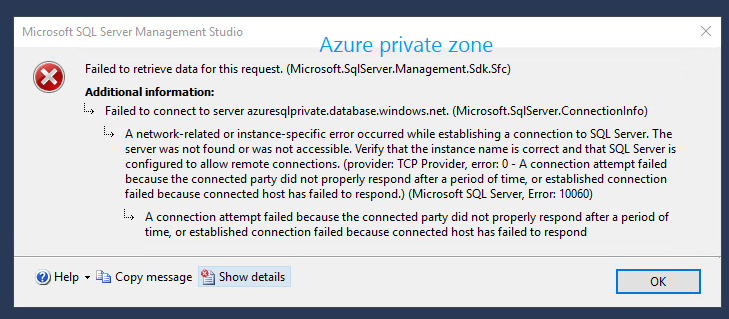 Microsoft SQL Server Management Studio
Azure private zone
Failed to retrieve data for this request. (Microsoft.SqlServer.Management.Sdk.Sfc)
Additional information:
Failed to connect to server azuresqlprivate.database.windows.net. (Microsoft.SqlServer.ConnectionInfo)
A network-related or instance-specific error occurred while establishing a connection to SQL Server. The
server was not found or was not accessible. Verify that the instance name is correct and that SQL Server is
configured to allow remote connections. (provider: TCP Provider, error: 0 - A connection attempt failed
because the connected party did not properly respond after a period of time, or established connection
failed because connected host has failed to respond.) (Microsoft SQL Server, Error: 10060)
A connection attempt failed because the connected party did not properly respond after a period of
time, or established connection failed because connected host has failed to respond
Help Copy message Show details OK